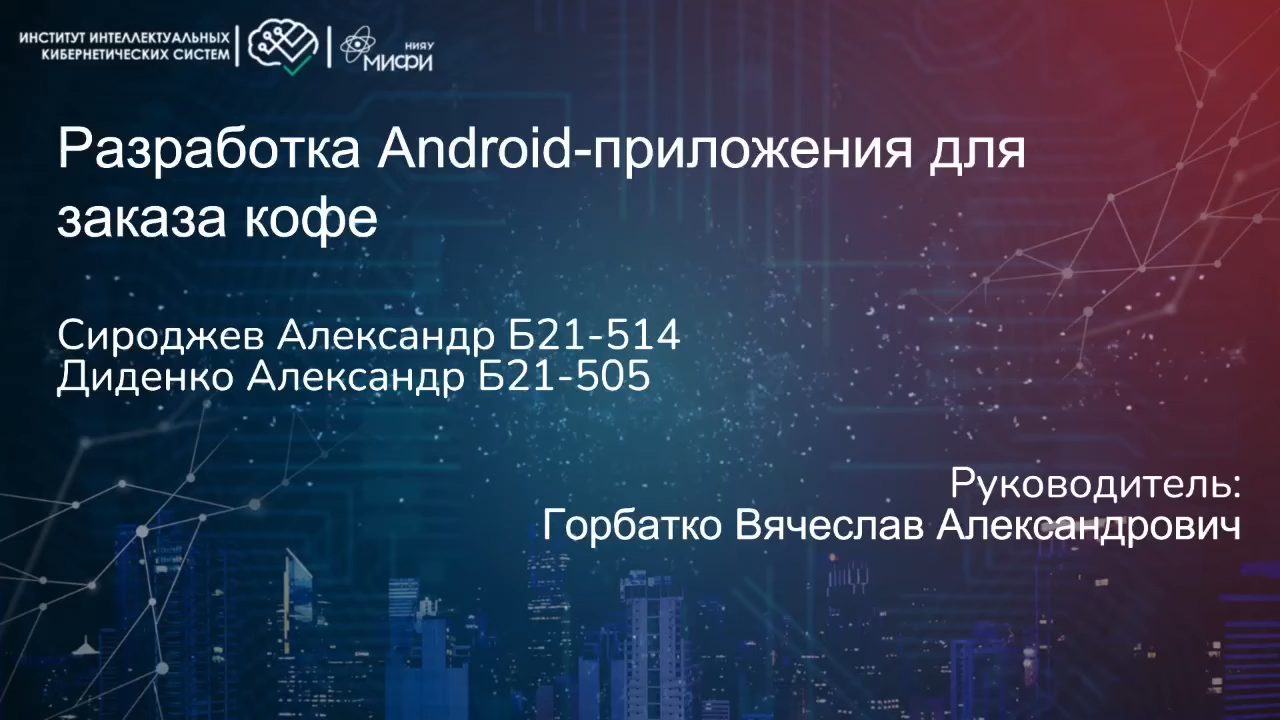 ИНСТИТУТ ИНТЕЛЛЕКТУАЛЬНЫХ
КИБЕРНЕТИЧЕСКИХ СИСТЕМ
НИЯУ
МИФИ
Разработка Android-приложения для
заказа кофе
Сироджев Александр Б21-514
Диденко Александр Б21-505
Руководитель:
Горбатко Вячеслав Александрович